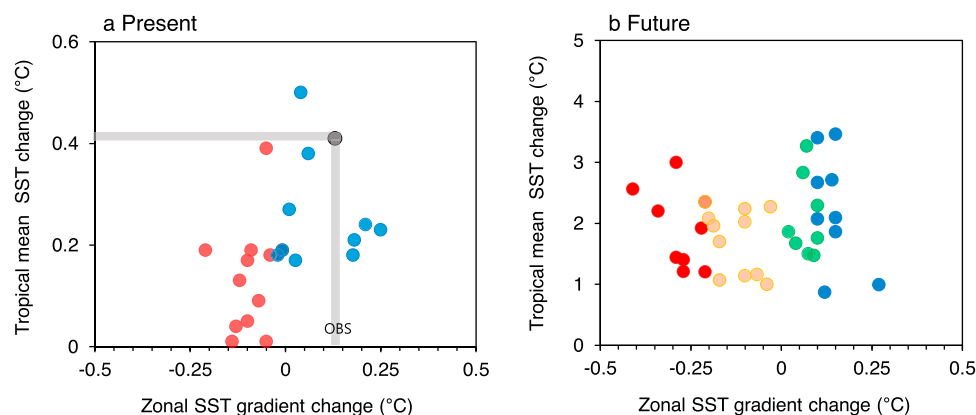 a Present
0.6
0.4
0.2
0
-0.5
-0.25
0
0.25
0.5
OBS
Tropical mean SST change (°C)
Zonal SST gradient change (°C)
b Future
5
4
3
2
1
0
-0.5
-0.25
0
0.25
0.5
Tropical mean SST change (°C)
Zonal SST gradient change (°C)